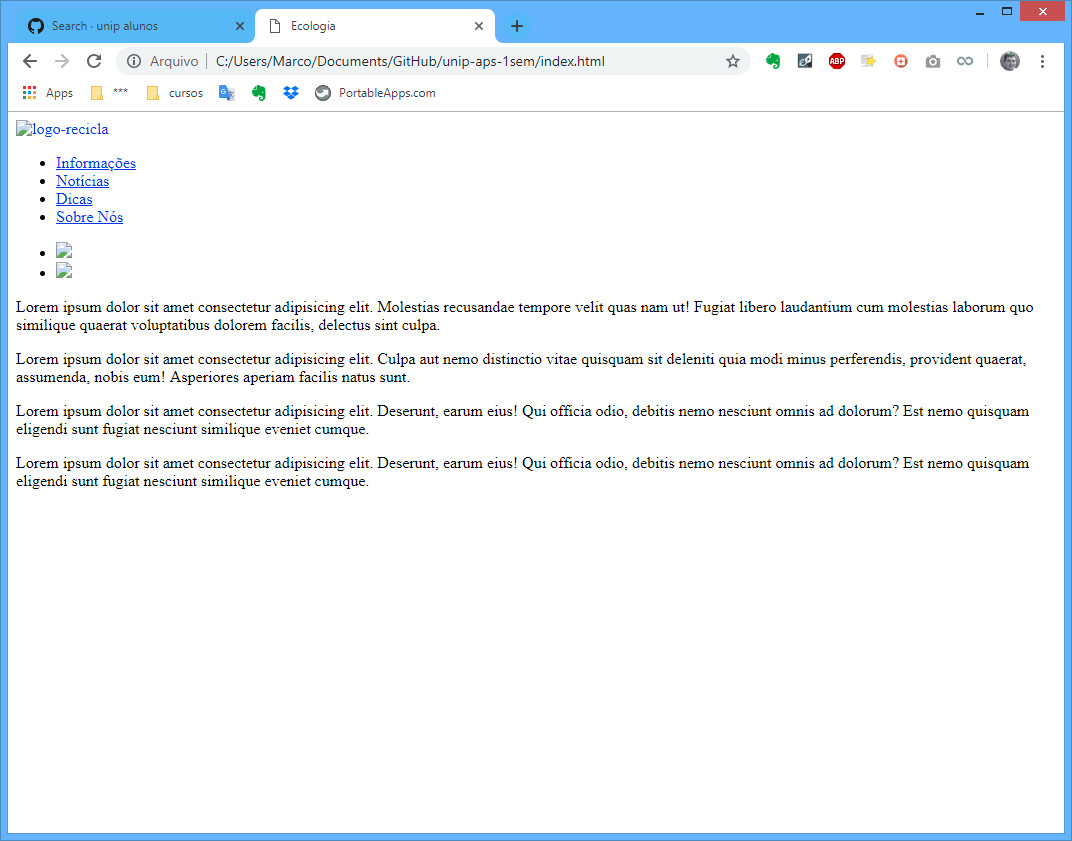 Search · unip alunos
Ecologia
Arquivo | C:/Users/Marco/Documents/GitHub/unip-aps-1sem/index.html
ABP
Apps *** cursos PortableApps.com
logo-recicla
Informações
Notícias
Dicas
Sobre Nós
Lorem ipsum dolor sit amet consectetur adipisicing elit. Molestias recusandae tempore velit quas nam ut! Fugiat libero laudantium cum molestias laborum quo
similique quaerat voluptatibus dolorem facilis, delectus sint culpa.
Lorem ipsum dolor sit amet consectetur adipisicing elit. Culpa aut nemo distinctio vitae quisquam sit deleniti quia modi minus perferendis, provident quaerat,
assumenda, nobis eum! Asperiores aperiam facilis natus sunt.
Lorem ipsum dolor sit amet consectetur adipisicing elit. Deserunt, earum eius! Qui officia odio, debitis nemo nesciunt omnis ad dolorum? Est nemo quisquam
eligendi sunt fugiat nesciunt similique eveniet cumque.
Lorem ipsum dolor sit amet consectetur adipisicing elit. Deserunt, earum eius! Qui officia odio, debitis nemo nesciunt omnis ad dolorum? Est nemo quisquam
eligendi sunt fugiat nesciunt similique eveniet cumque.